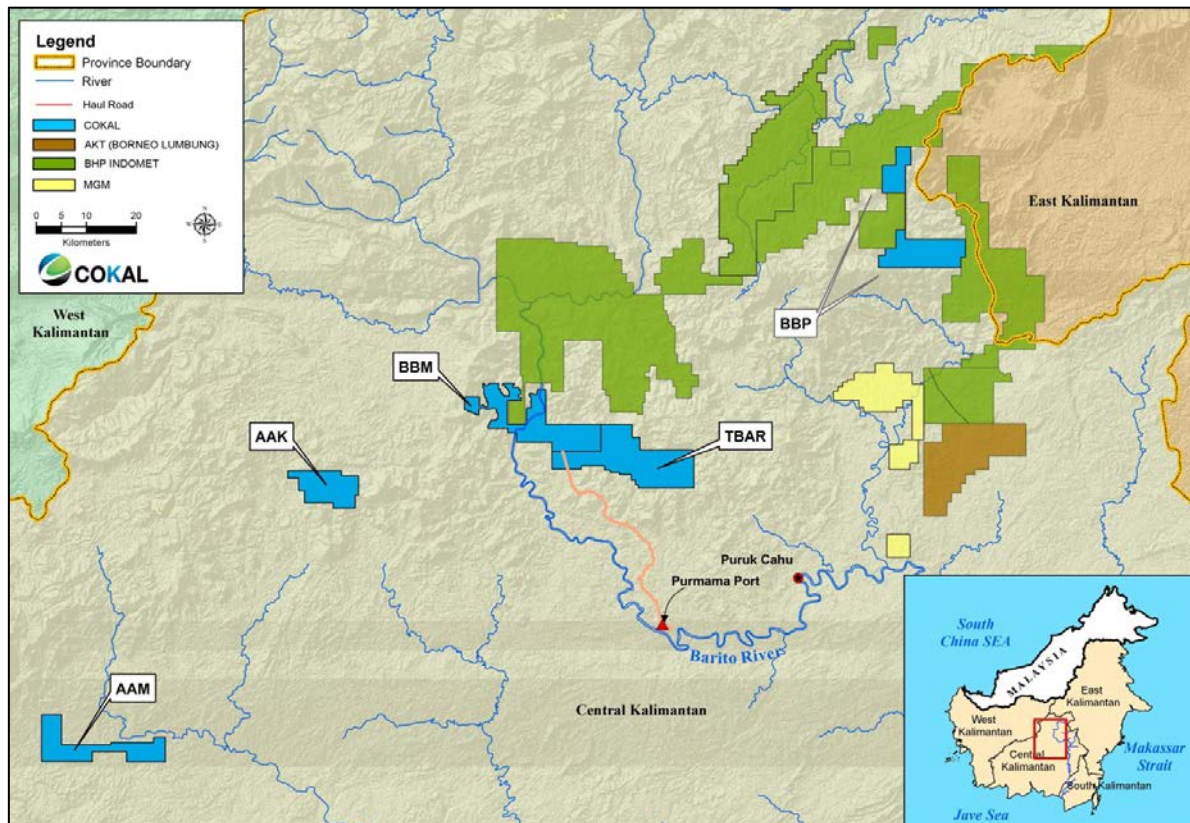 Legend
Province Boundary
River
Haul Road
COKAL
AKT (BORNEO LUMBUNG)
BHP INDOMET
MGM
0 5 10 20
Kilometers
N
W E
S
COKAL
West
Kalimantan
East Kalimantan
BBP
BBM
AAK
TBAR
Puruk Cahu
Purmama Port
Barito River
AAM
Central Kalimantan
South
China SEA
MALAYSIA
East
Kalimantan
West
Kalimantan
Central
Kalimantan
Makassar
Strait
South Kalimantan
Jave Sea